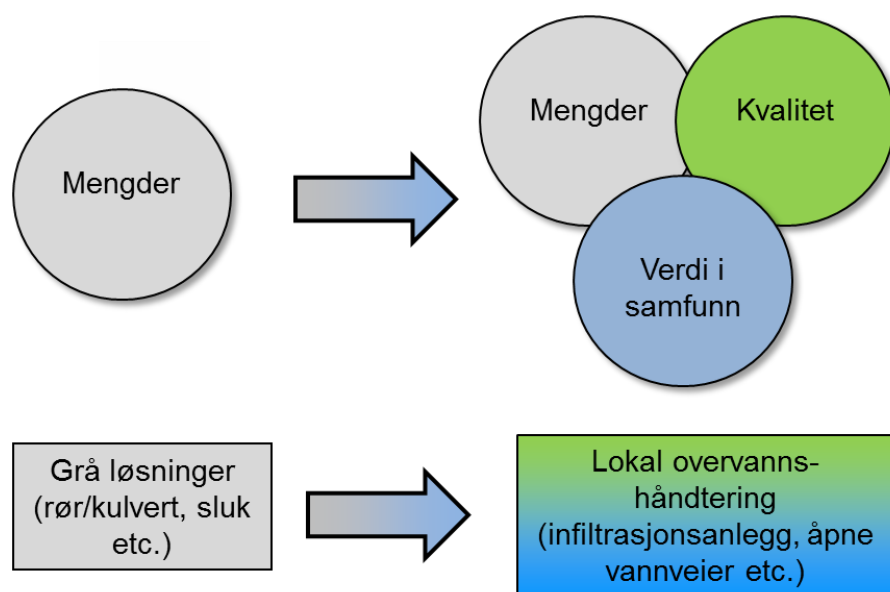 Mengder
Mengder
Kvalitet
Verdi i
samfunn
Grå løsninger
(rør/kulvert, sluk
etc.)
Lokal overvanns-
håndtering
(infiltrasjonsanlegg, åpne
vannveier etc.)